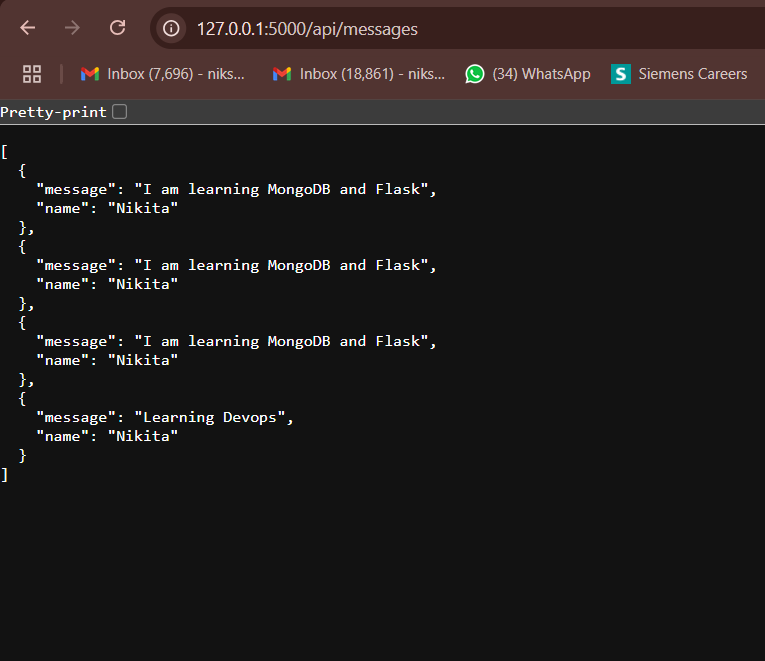 127.0.0.1:5000/api/messages
Inbox (7,696) - niks... Inbox (18,861) - niks... (34) WhatsApp S Siemens Careers
Pretty-print
[
  {
    "message": "I am learning MongoDB and Flask",
    "name": "Nikita"
  },
  {
    "message": "I am learning MongoDB and Flask",
    "name": "Nikita"
  },
  {
    "message": "I am learning MongoDB and Flask",
    "name": "Nikita"
  },
  {
    "message": "Learning Devops",
    "name": "Nikita"
  }
]